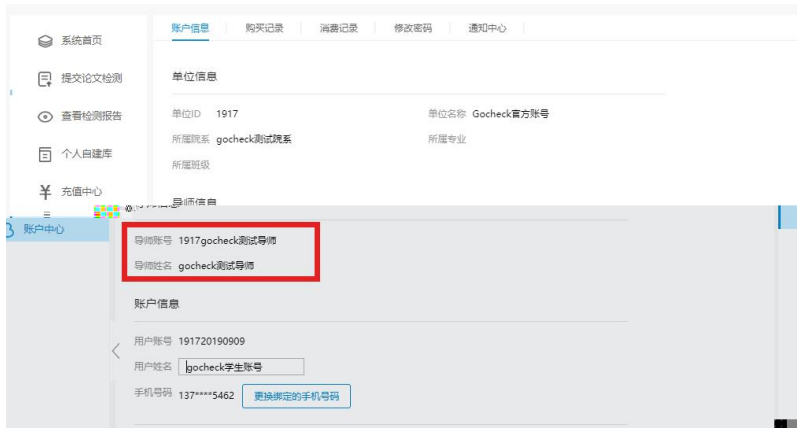 账户信息 购买记录 消费记录 修改密码 通知中心
系统首页
提交论文检测
单位信息
查看检测报告
单位ID 1917 单位名称 Gocheck官方账号
所属院系 gocheck测试院系 所属专业
个人自建库
所属班级
充值中心
导师信息
账户中心
导师账号 1917gocheck测试导师
导师姓名 gocheck测试导师
账户信息
用户账号 191720190909
用户姓名 gocheck学生账号
手机号码 137****5462 更换绑定的手机号码